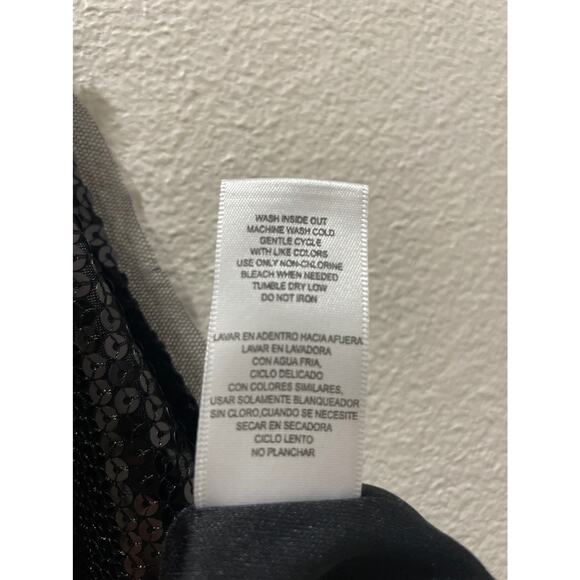 WASH INSIDE OUT
MACHINE WASH COLD
GENTLE CYCLE
WITH LIKE COLORS
USE ONLY NON-CHLORINE
BLEACH WHEN NEEDED
TUMBLE DRY LOW
DO NOT IRON
LAVAR EN ADENTRO HACIA AFUERA
LAVAR EN LAVADORA
CON AGUA FRIA,
CICLO DELICADO
CON COLORES SIMILARES,
USAR SOLAMENTE BLANQUEADOR
SIN CLORO,CUANDO SE NECESITE
SECAR EN SECADORA
CICLO LENTO
NO PLANCHAR